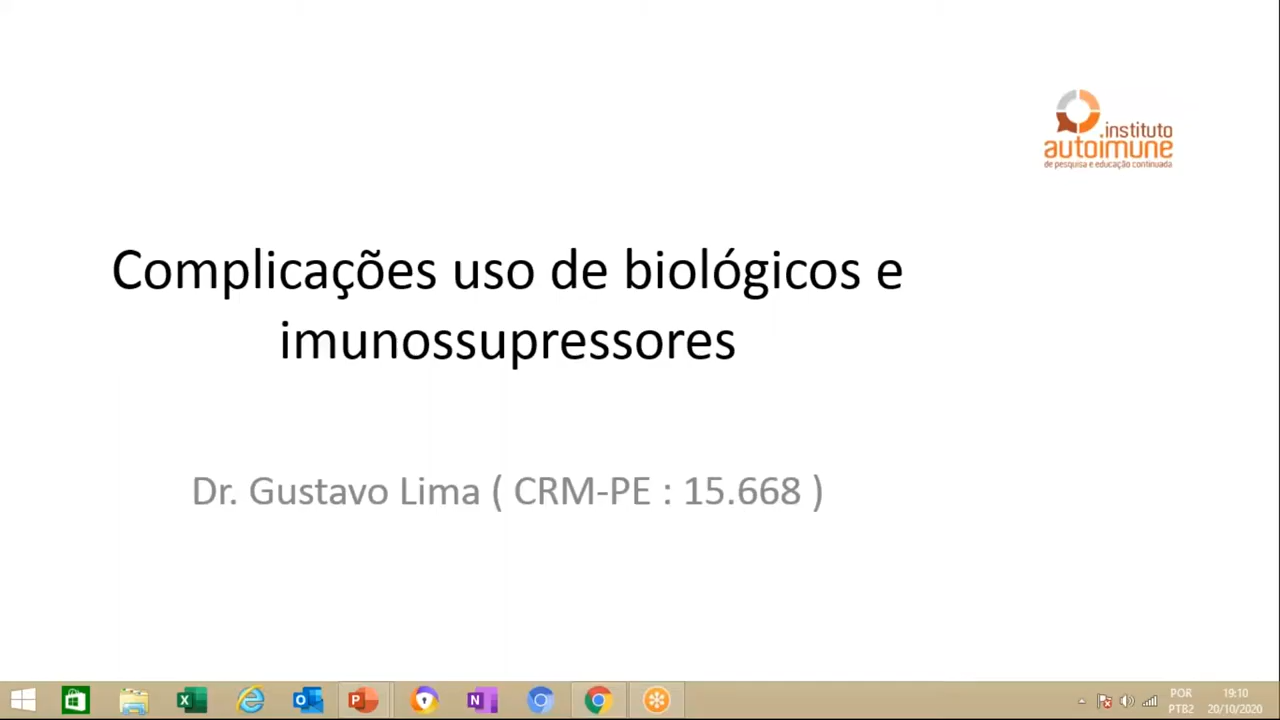 instituto
autoimune
de pesquisa e educação continuada
Complicações uso de biológicos e
imunossupressores
Dr. Gustavo Lima ( CRM-PE : 15.668 )
POR
PTB2
19:10
20/10/2020